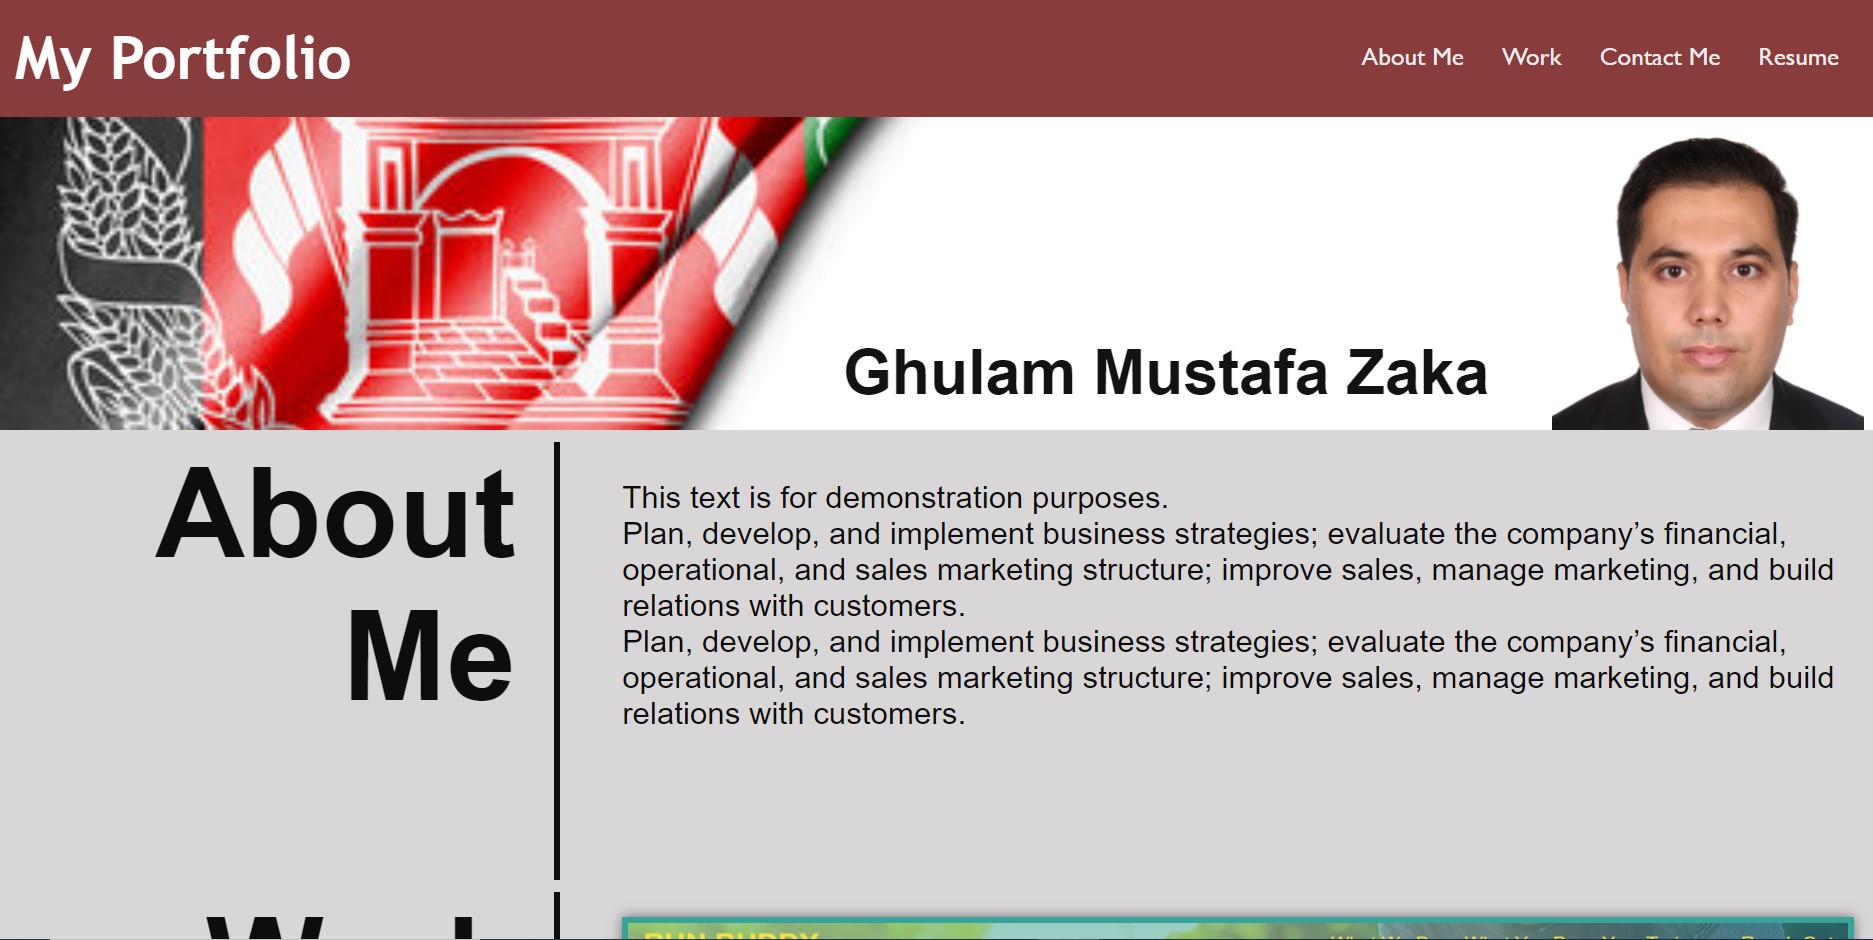 My Portfolio
About Me Work Contact Me Resume
Ghulam Mustafa Zaka
About
Me
This text is for demonstration purposes.
Plan, develop, and implement business strategies; evaluate the company’s financial,
operational, and sales marketing structure; improve sales, manage marketing, and build
relations with customers.
Plan, develop, and implement business strategies; evaluate the company’s financial,
operational, and sales marketing structure; improve sales, manage marketing, and build
relations with customers.
Work
RUN BUDDY